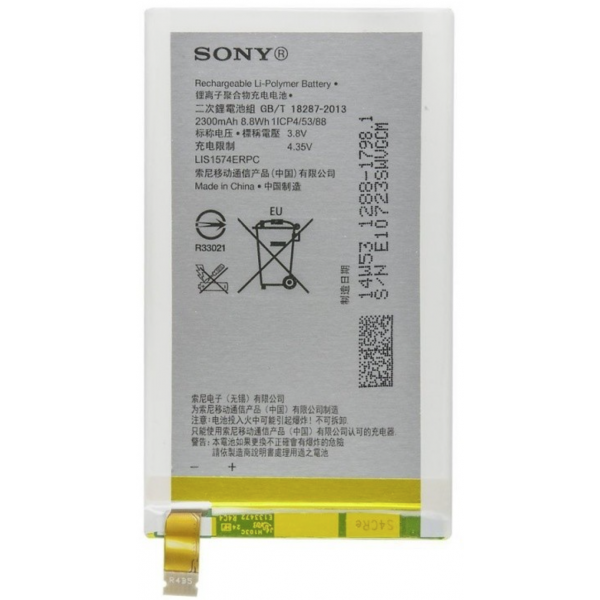 SONY®
Rechargeable Li-Polymer Battery •
鋰离子聚合物充电电池 •
二次鋰電池組 GB/T 18287-2013
2300mAh 8.8Wh 1ICP4/53/88
标称电压 • 標稱電壓 3.8V
充电限制 4.35V
LIS1574ERPC
索尼移动通信产品(中国)有限公司
Made in China • 中国制造
R33021
EU
制造日期
14W53 1288-1798.1
S/N E10723SWVGCM
索尼电子 (无锡) 有限公司
为索尼移动通信产品 (中国) 有限公司制造
注意: 电池投入火中可能引起爆炸
只能使用索尼移动通信产品 (中国) 有限公司认可的充电器
警告: 本電池如果更換不正確會有爆炸的危險
請依製造商說明書處理用過之電池
− +
E133472 R4C4
S4CR6